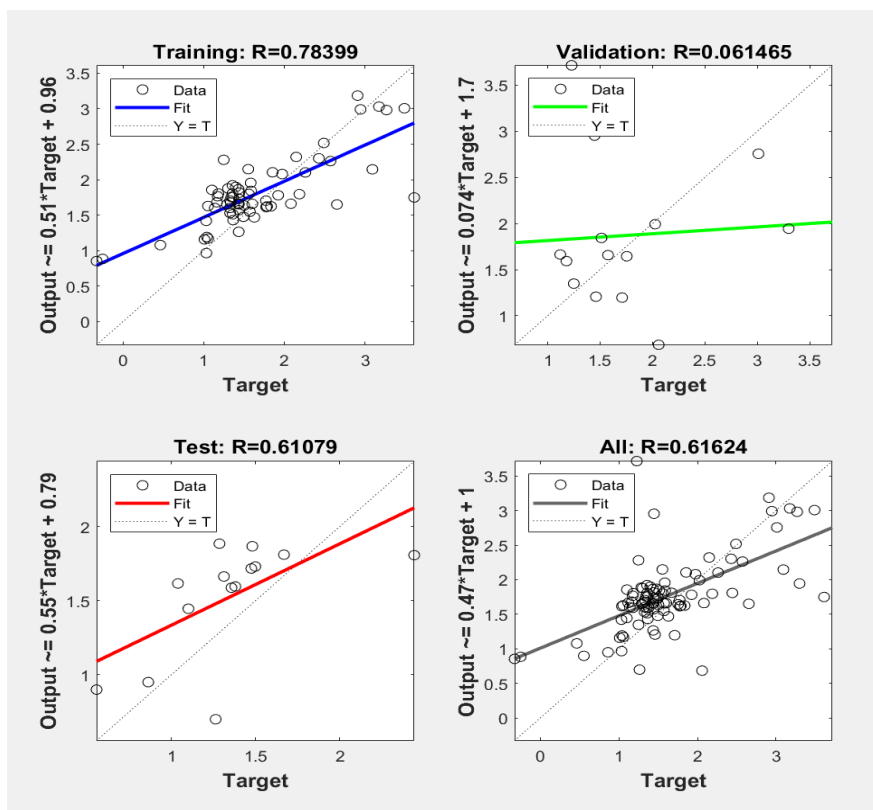 Training: R=0.78399
Output ~= 0.51*Target + 0.96
3.5
3
2.5
2
1.5
1
0.5
0
Data
Fit
Y = T
0
1
2
3
Target
Validation: R=0.061465
Output ~= 0.074*Target + 1.7
3.5
3
2.5
2
1.5
1
Data
Fit
Y = T
1
1.5
2
2.5
3
3.5
Target
Test: R=0.61079
Output ~= 0.55*Target + 0.79
2
1.5
1
Data
Fit
Y = T
1
1.5
2
Target
All: R=0.61624
Output ~= 0.47*Target + 1
3.5
3
2.5
2
1.5
1
0.5
0
Data
Fit
Y = T
0
1
2
3
Target